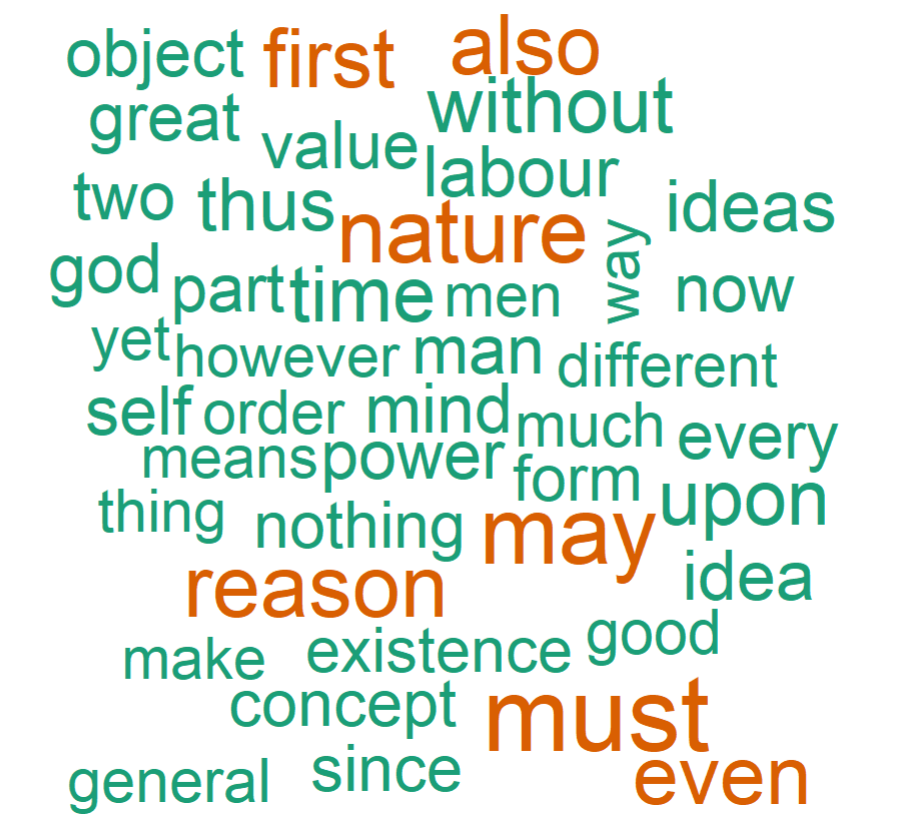 object first also
great value without
two thus labour ideas
nature way
god part time men now
yet however man different
self order mind much every
means power form upon
thing nothing may
reason idea
make existence good
concept must
general since even